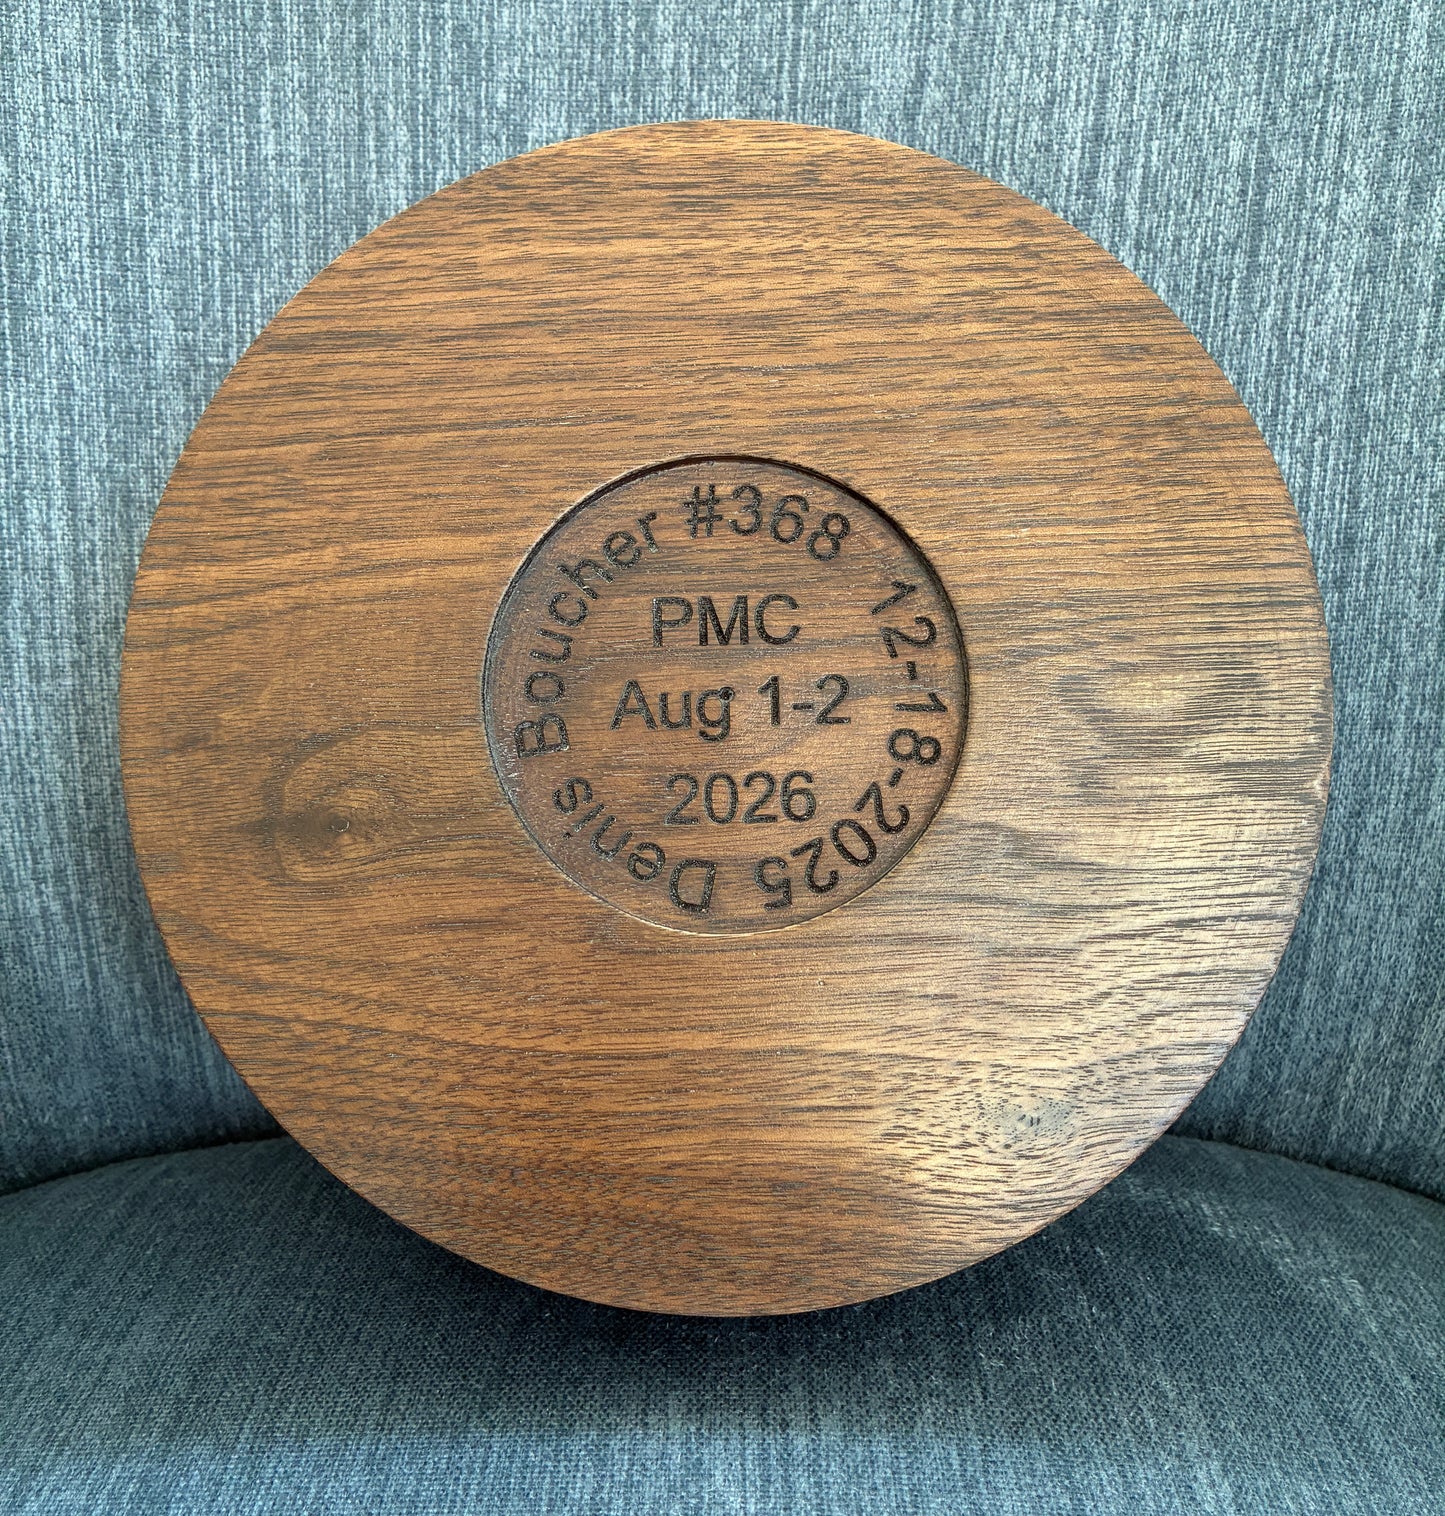 Denis Boucher #368 12-18-2025
PMC
Aug 1-2
2026